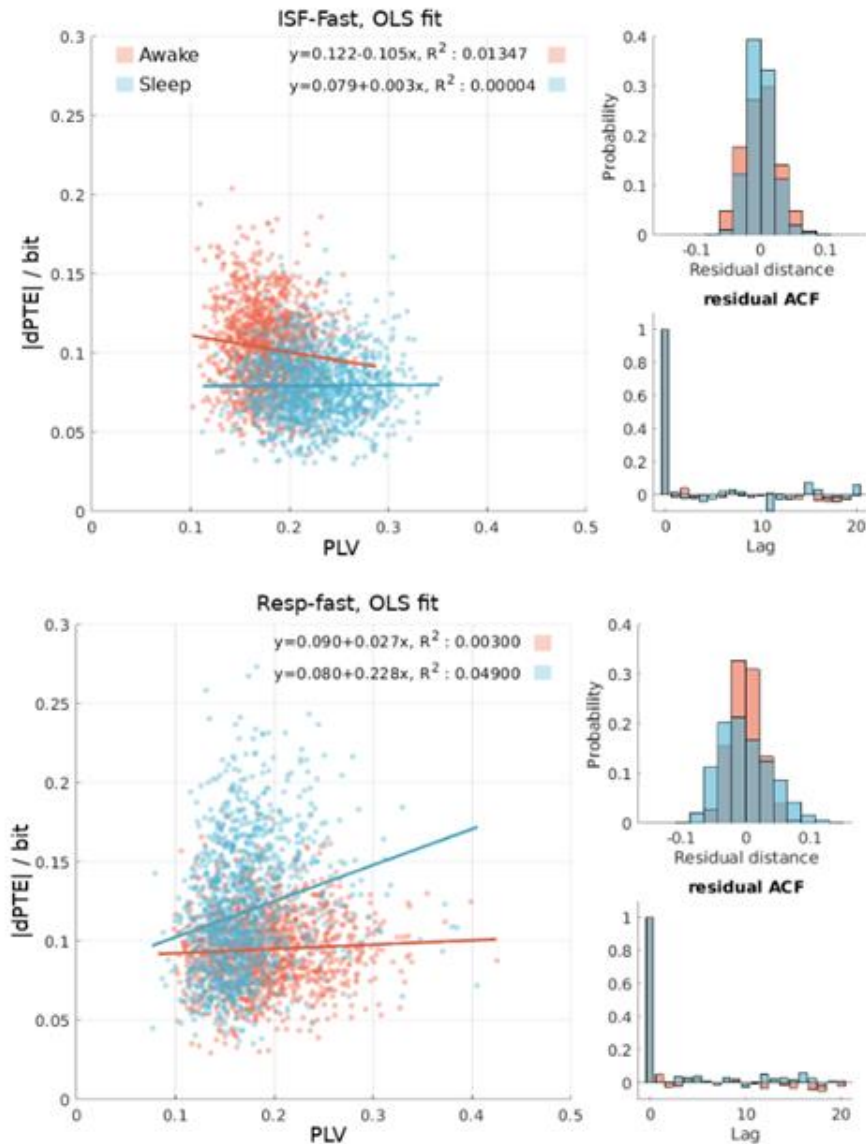 ISF-Fast, OLS fit
0.3
0.25
0.2
0.15
0.1
0.05
0
|dPTE| / bit
Awake y=0.122-0.105x, R² : 0.01347
Sleep y=0.079+0.003x, R² : 0.00004
0 0.1 0.2 0.3 0.4 0.5
PLV
0.4
0.3
0.2
0.1
0
Probability
-0.1 0 0.1
Residual distance
residual ACF
1
0.8
0.6
0.4
0.2
0
0 10 20
Lag
Resp-fast, OLS fit
0.3
0.25
0.2
0.15
0.1
0.05
0
|dPTE| / bit
y=0.090+0.027x, R² : 0.00300
y=0.080+0.228x, R² : 0.04900
0 0.1 0.2 0.3 0.4 0.5
PLV
0.4
0.3
0.2
0.1
0
Probability
-0.1 0 0.1
Residual distance
residual ACF
1
0.8
0.6
0.4
0.2
0
0 10 20
Lag